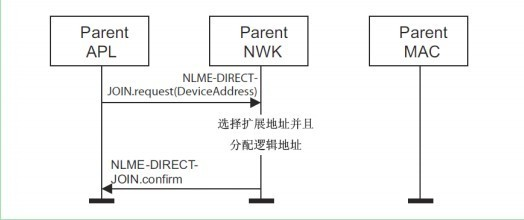 Parent
APL
Parent
NWK
Parent
MAC
NLME-DIRECT-
JOIN.request(DeviceAddress)
选择扩展地址并且
分配逻辑地址
NLME-DIRECT-
JOIN.confirm